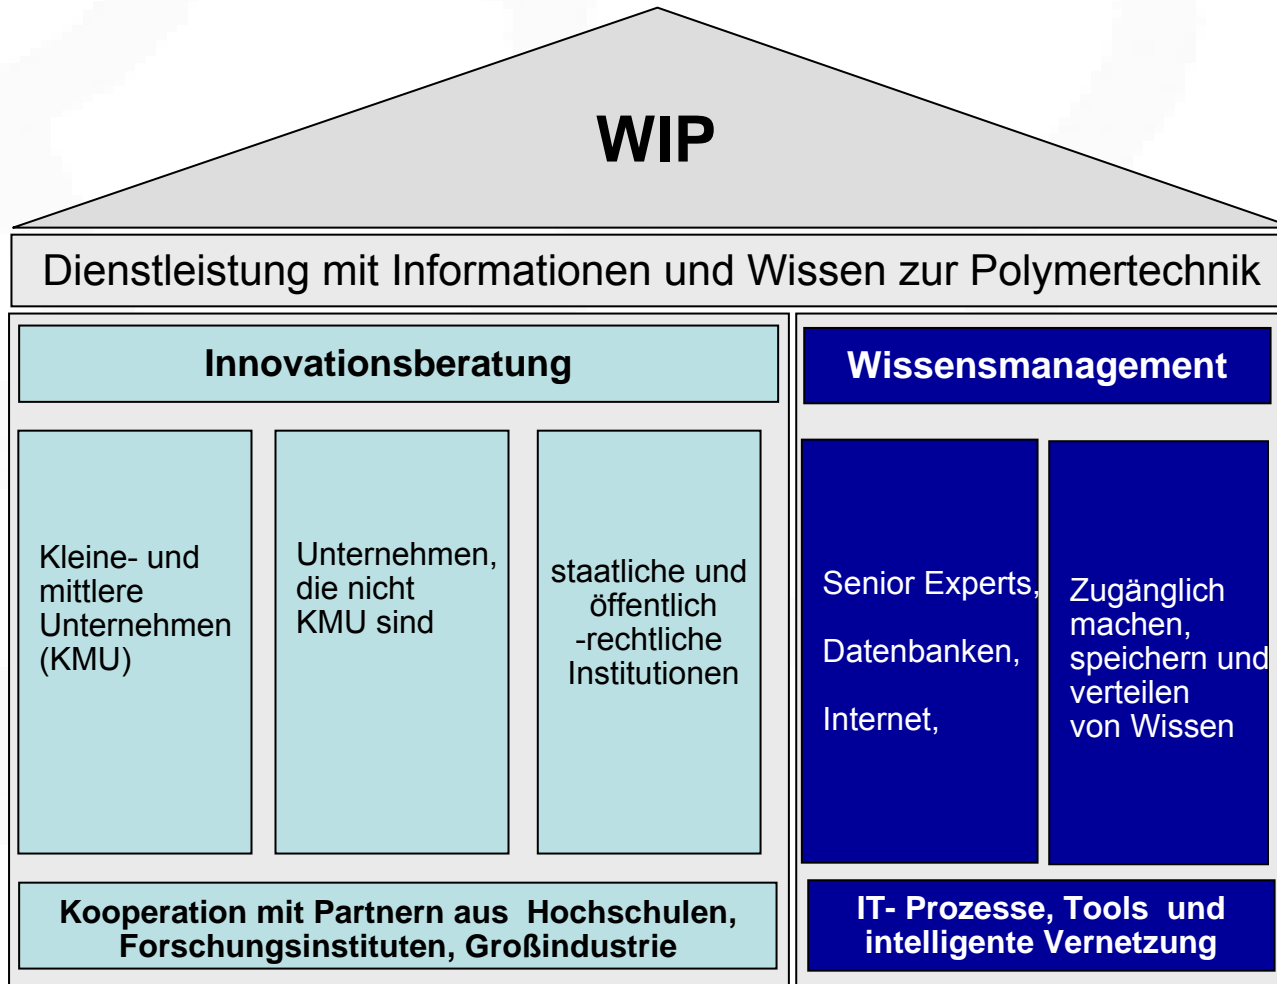 WIP
Dienstleistung mit Informationen und Wissen zur Polymertechnik
Innovationsberatung
Kleine- und
mittlere
Unternehmen
(KMU)
Unternehmen,
die nicht
KMU sind
staatliche und
öffentlich
-rechtliche
Institutionen
Kooperation mit Partnern aus Hochschulen,
Forschungsinstituten, Großindustrie
Wissensmanagement
Senior Experts,
Datenbanken,
Internet,
Zugänglich
machen,
speichern und
verteilen
von Wissen
IT- Prozesse, Tools und
intelligente Vernetzung